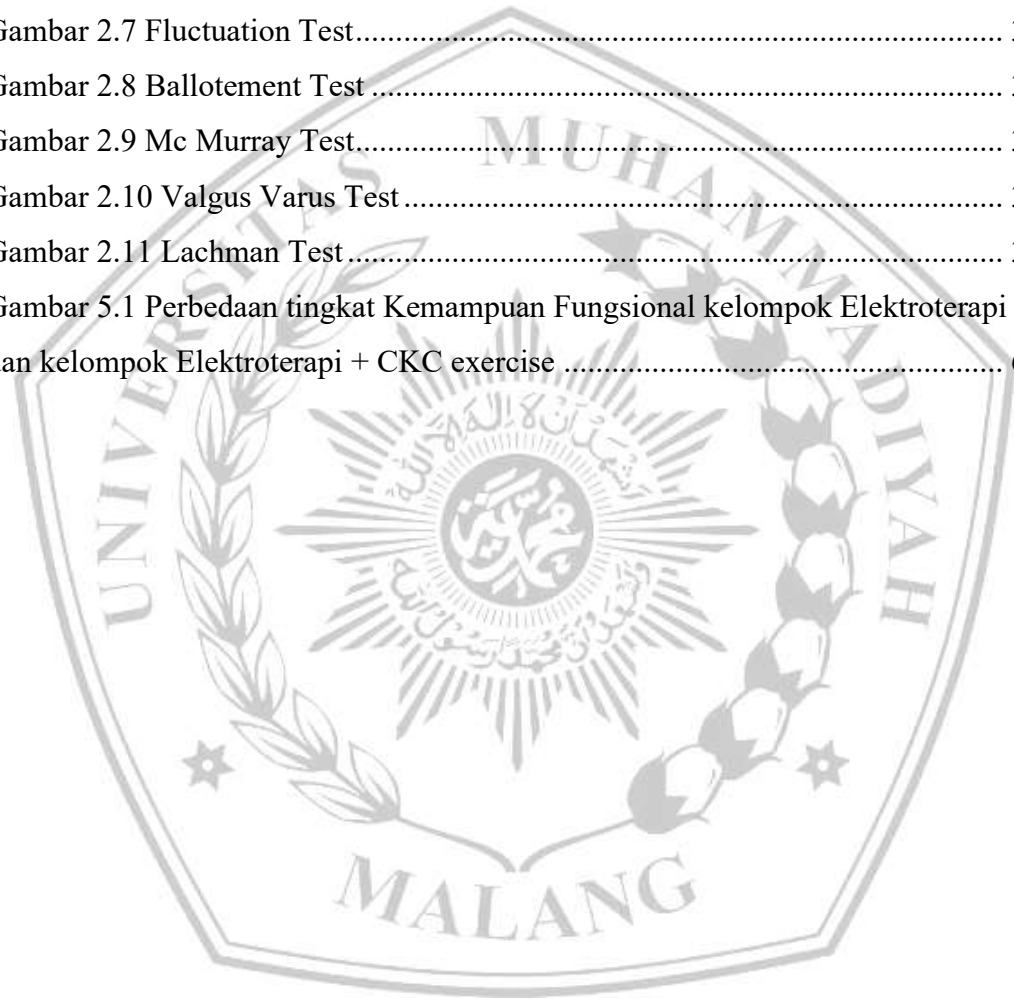 Gambar 2.7 Fluctuation Test
Gambar 2.8 Ballotement Test
Gambar 2.9 Mc Murray Test
Gambar 2.10 Valgus Varus Test
Gambar 2.11 Lachman Test
Gambar 5.1 Perbedaan tingkat Kemampuan Fungsional kelompok Elektroterapi
dan kelompok Elektroterapi + CKC exercise
UNIVERSITAS MUHAMMADIYAH
MALANG